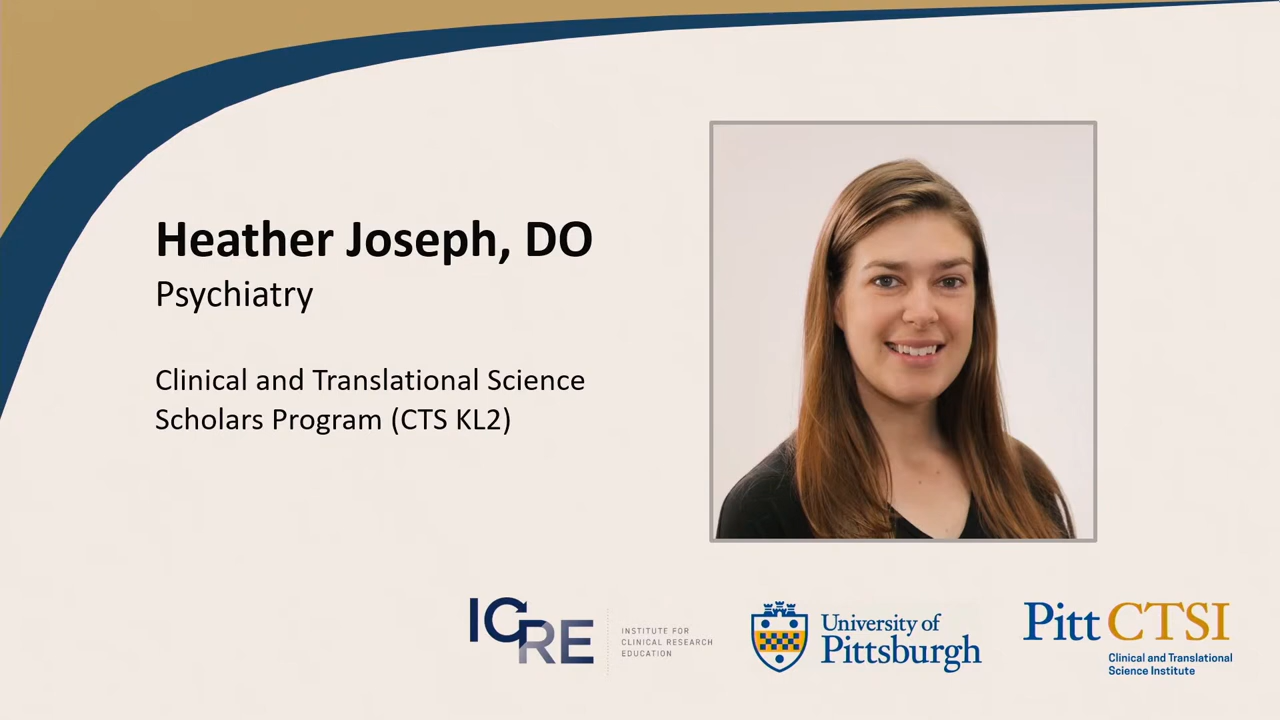 Heather Joseph, DO
Psychiatry
Clinical and Translational Science
Scholars Program (CTS KL2)
ICRE
INSTITUTE FOR
CLINICAL RESEARCH
EDUCATION
University of
Pittsburgh
Pitt CTSI
Clinical and Translational
Science Institute